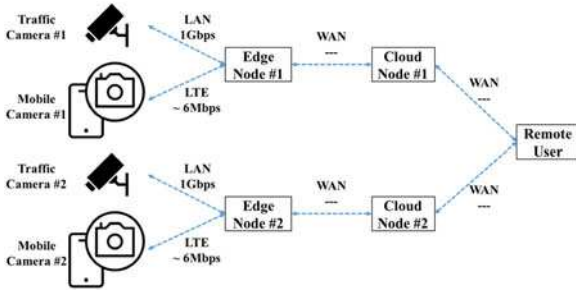 Traffic
Camera #1
LAN
1Gbps
Mobile
Camera #1
LTE
~ 6Mbps
Edge
Node #1
WAN
---
Cloud
Node #1
WAN
---
Remote
User
Traffic
Camera #2
LAN
1Gbps
Mobile
Camera #2
LTE
~ 6Mbps
Edge
Node #2
WAN
---
Cloud
Node #2
WAN
---